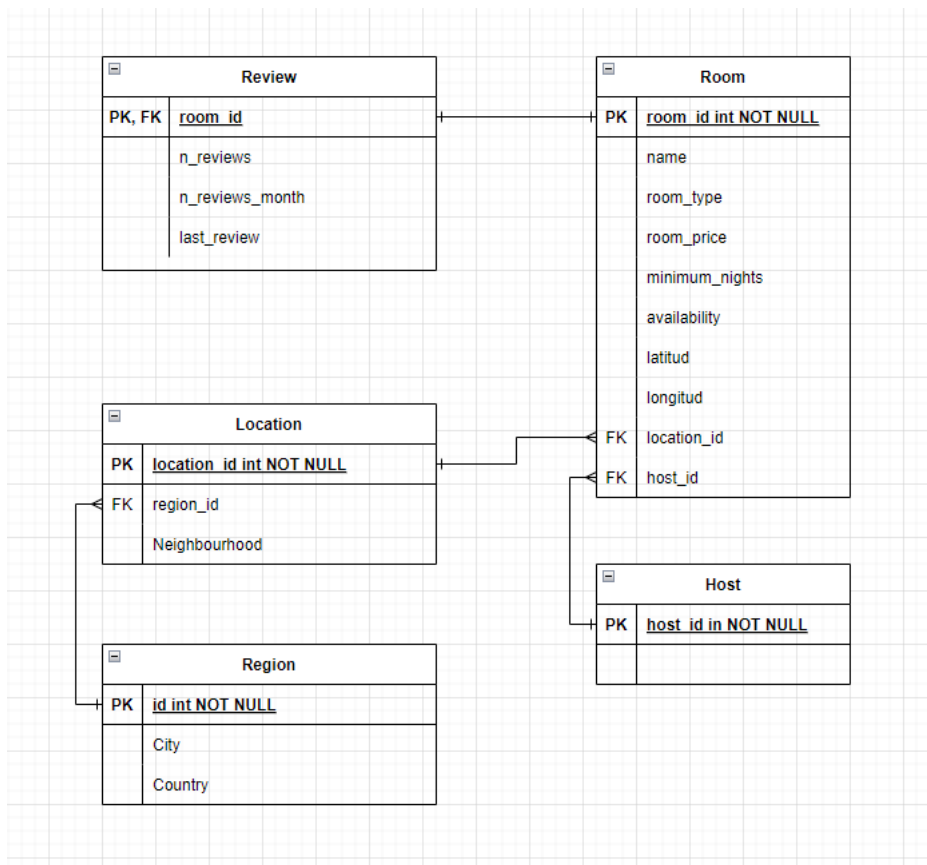 Review
PK, FK room_id
n_reviews
n_reviews_month
last_review
Room
PK room_id int NOT NULL
name
room_type
room_price
minimum_nights
availability
latitud
longitud
FK location_id
FK host_id
Location
PK location_id int NOT NULL
FK region_id
Neighbourhood
Host
PK host_id in NOT NULL
Region
PK id int NOT NULL
City
Country